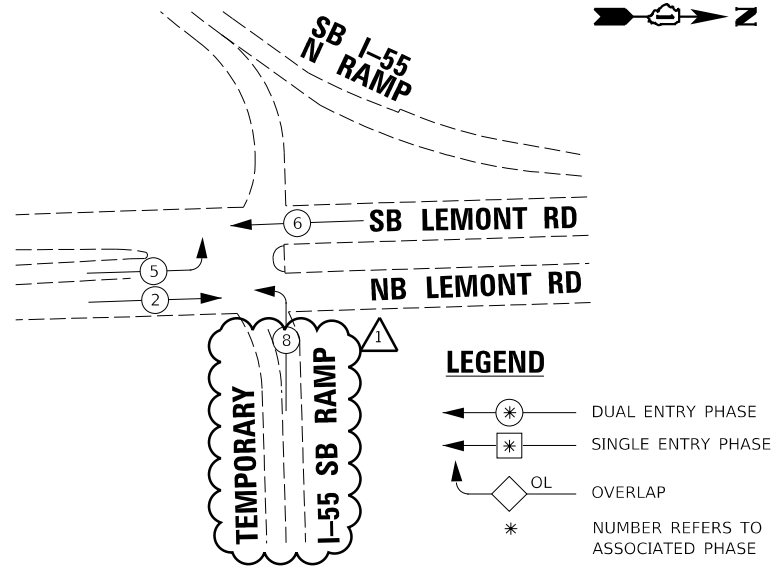 N
SB I-55
N RAMP
6
SB LEMONT RD
5
2
NB LEMONT RD
8
1
TEMPORARY
I-55 SB RAMP
LEGEND
* DUAL ENTRY PHASE
* SINGLE ENTRY PHASE
OL
OVERLAP
* NUMBER REFERS TO
ASSOCIATED PHASE